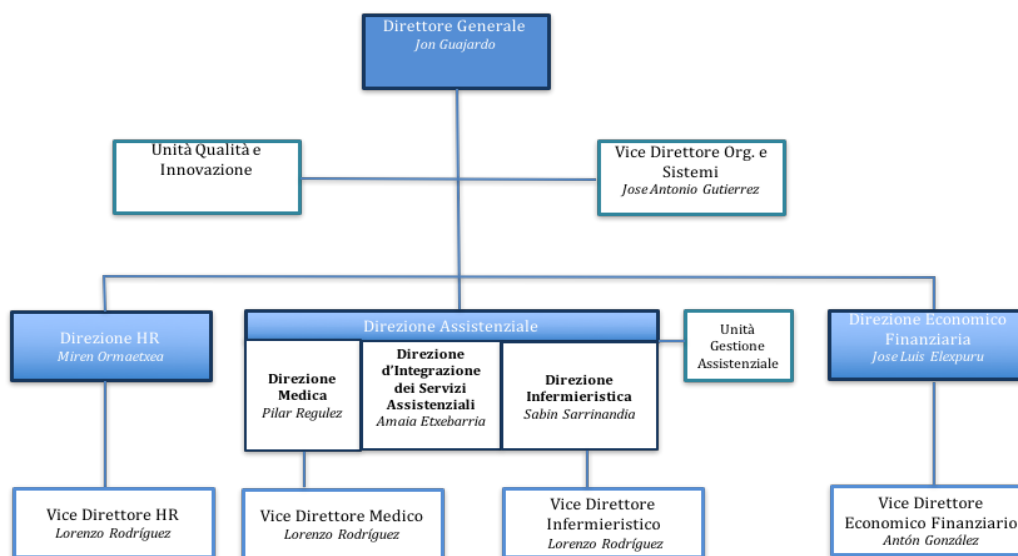 Direttore Generale
Jon Guajardo
Unità Qualità e
Innovazione
Vice Direttore Org. e
Sistemi
Jose Antonio Gutierrez
Direzione HR
Miren Ormaetxea
Direzione Assistenziale
Direzione
Medica
Pilar Regulez
Direzione
d'Integrazione
dei Servizi
Assistenziali
Amaia Etxebarria
Direzione
Infermieristica
Sabin Sarrinandia
Unità
Gestione
Assistenziale
Direzione Economico
Finanziaria
Jose Luis Elexpuru
Vice Direttore HR
Lorenzo Rodríguez
Vice Direttore Medico
Lorenzo Rodríguez
Vice Direttore
Infermieristico
Lorenzo Rodríguez
Vice Direttore
Economico Finanziario
Antón González